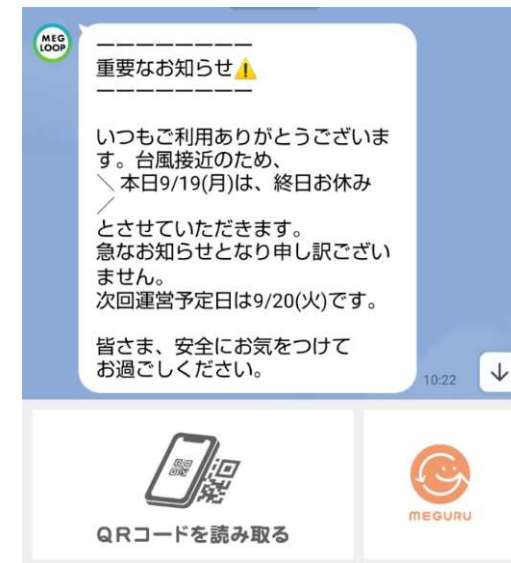 MEG
LOOP
ーーーーーーーー
重要なお知らせ⚠️
ーーーーーーーー
いつもご利用ありがとうございま
す。台風接近のため、
＼ 本日9/19(月)は、終日お休み
／
とさせていただきます。
急なお知らせとなり申し訳ござい
ません。
次回運営予定日は9/20(火)です。
皆さま、安全にお気をつけて
お過ごしください。
10:22
QRコードを読み取る
MEGURU